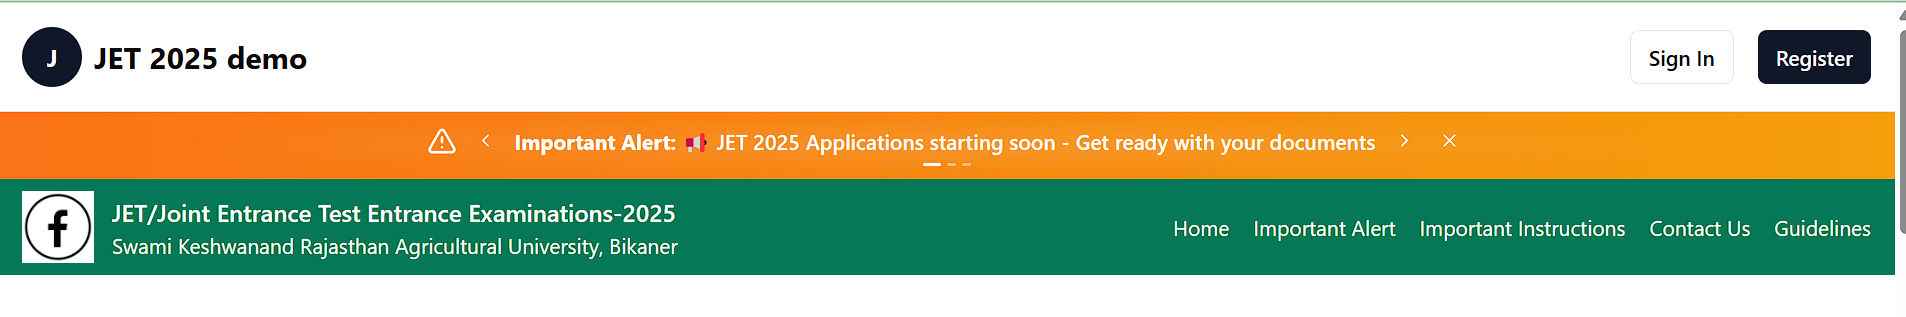 J JET 2025 demo Sign In Register
Important Alert: 📢 JET 2025 Applications starting soon - Get ready with your documents
JET/Joint Entrance Test Entrance Examinations-2025
Swami Keshwanand Rajasthan Agricultural University, Bikaner
Home Important Alert Important Instructions Contact Us Guidelines